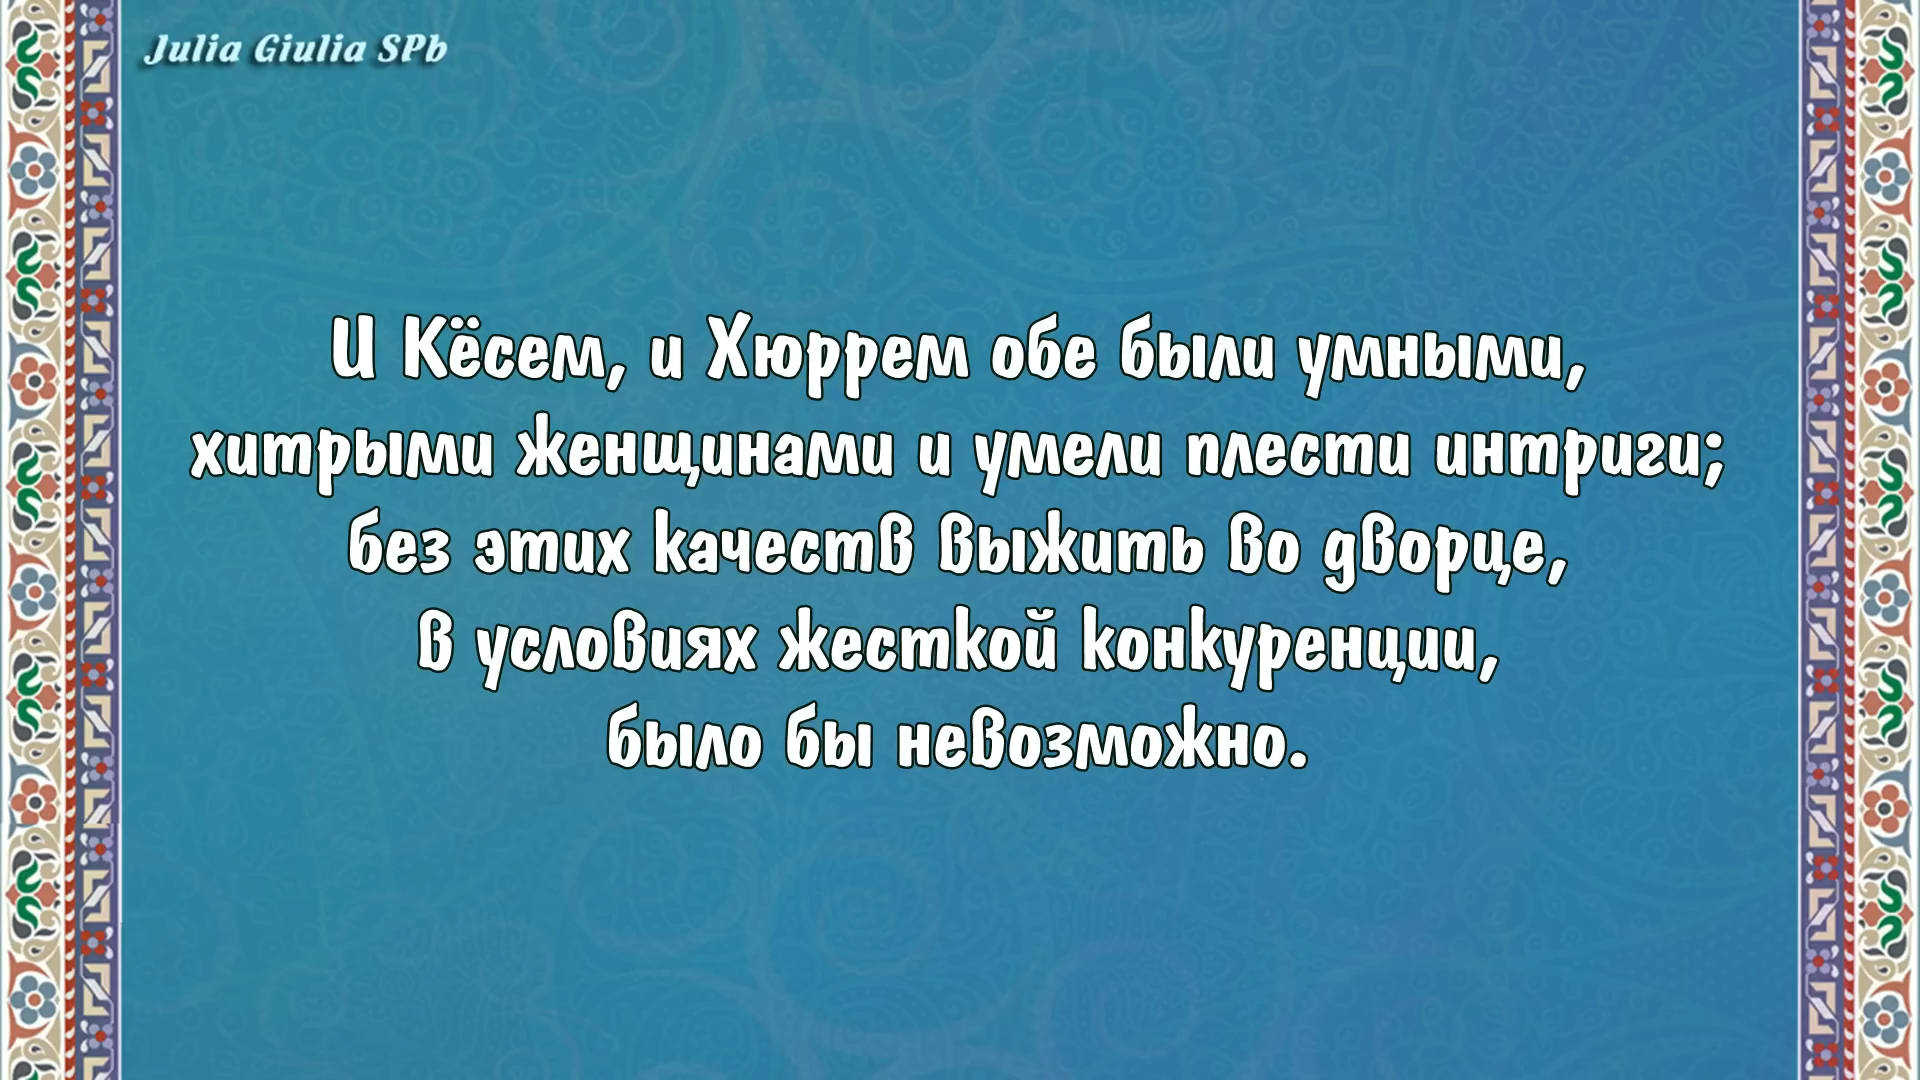 Julia Giulia SPb
И Кёсем, и Хюррем обе были умными,
хитрыми женщинами и умели плести интриги;
без этих качеств выжить во дворце,
в условиях жесткой конкуренции,
было бы невозможно.